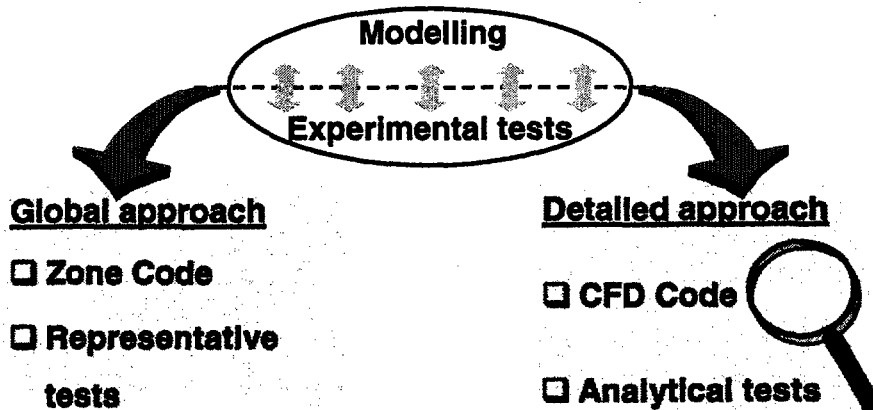 Modelling
Experimental tests
Global approach
❑ Zone Code
❑ Representative
tests
Detailed approach
❑ CFD Code
❑ Analytical tests